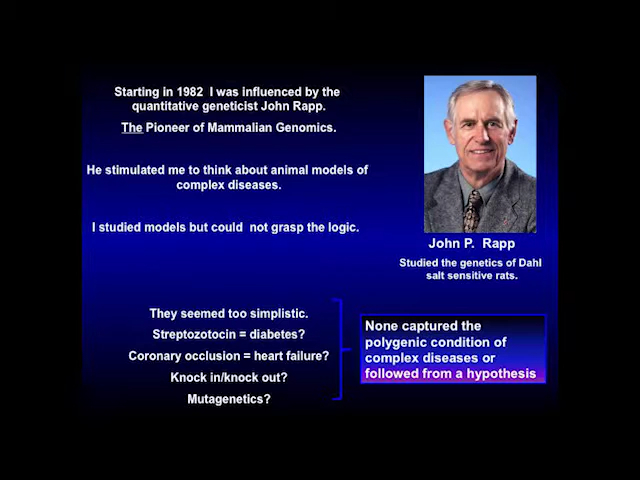 Starting in 1982 I was influenced by the
quantitative geneticist John Rapp.
The Pioneer of Mammalian Genomics.
He stimulated me to think about animal models of
complex diseases.
I studied models but could not grasp the logic.
John P. Rapp
Studied the genetics of Dahl
salt sensitive rats.
They seemed too simplistic.
Streptozotocin = diabetes?
Coronary occlusion = heart failure?
Knock in/knock out?
Mutagenetics?
None captured the
polygenic condition of
complex diseases or
followed from a hypothesis